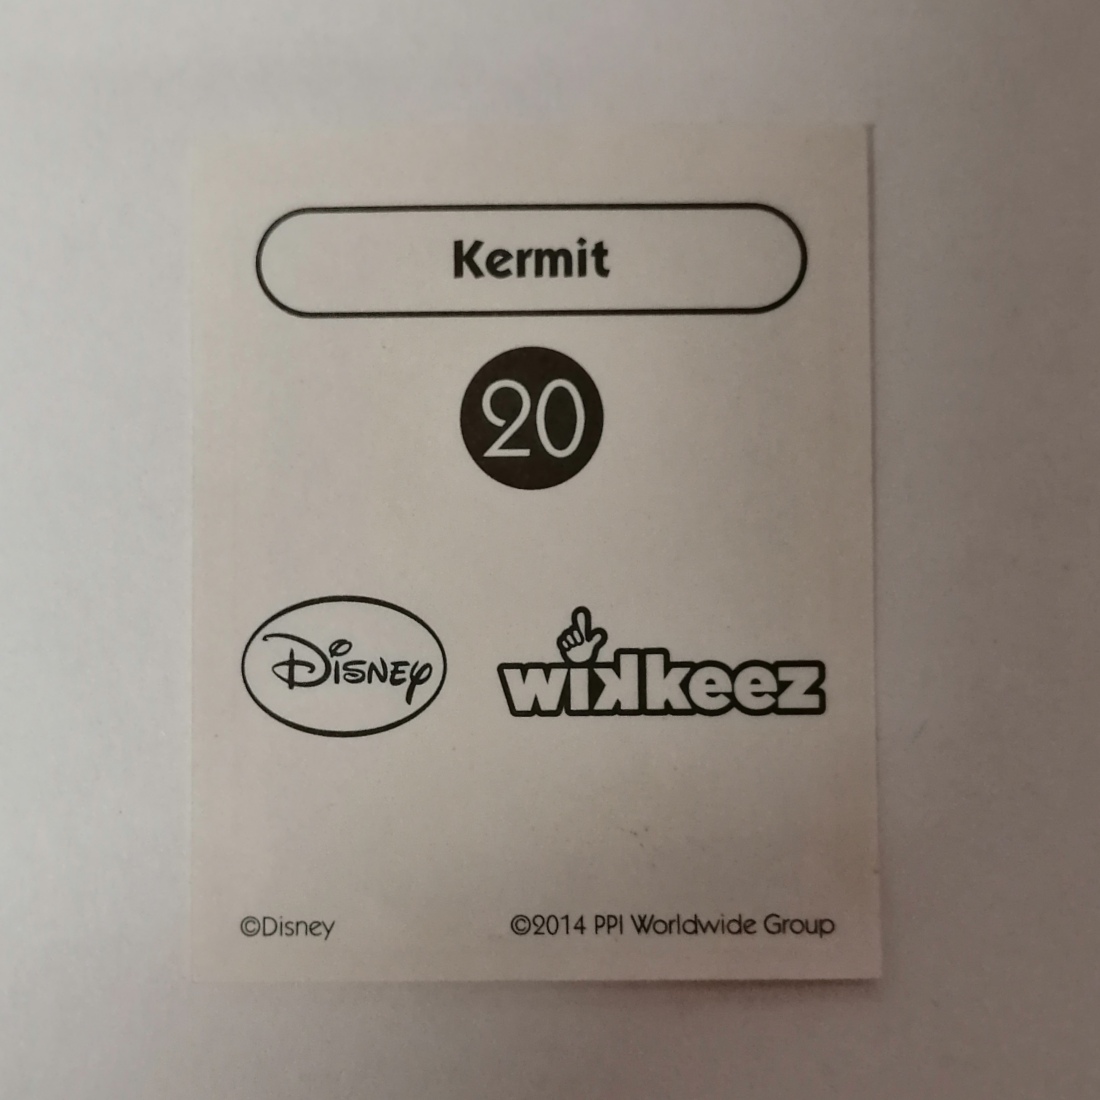 Kermit
20
Disney
wikkeez
©Disney
©2014 PPI Worldwide Group